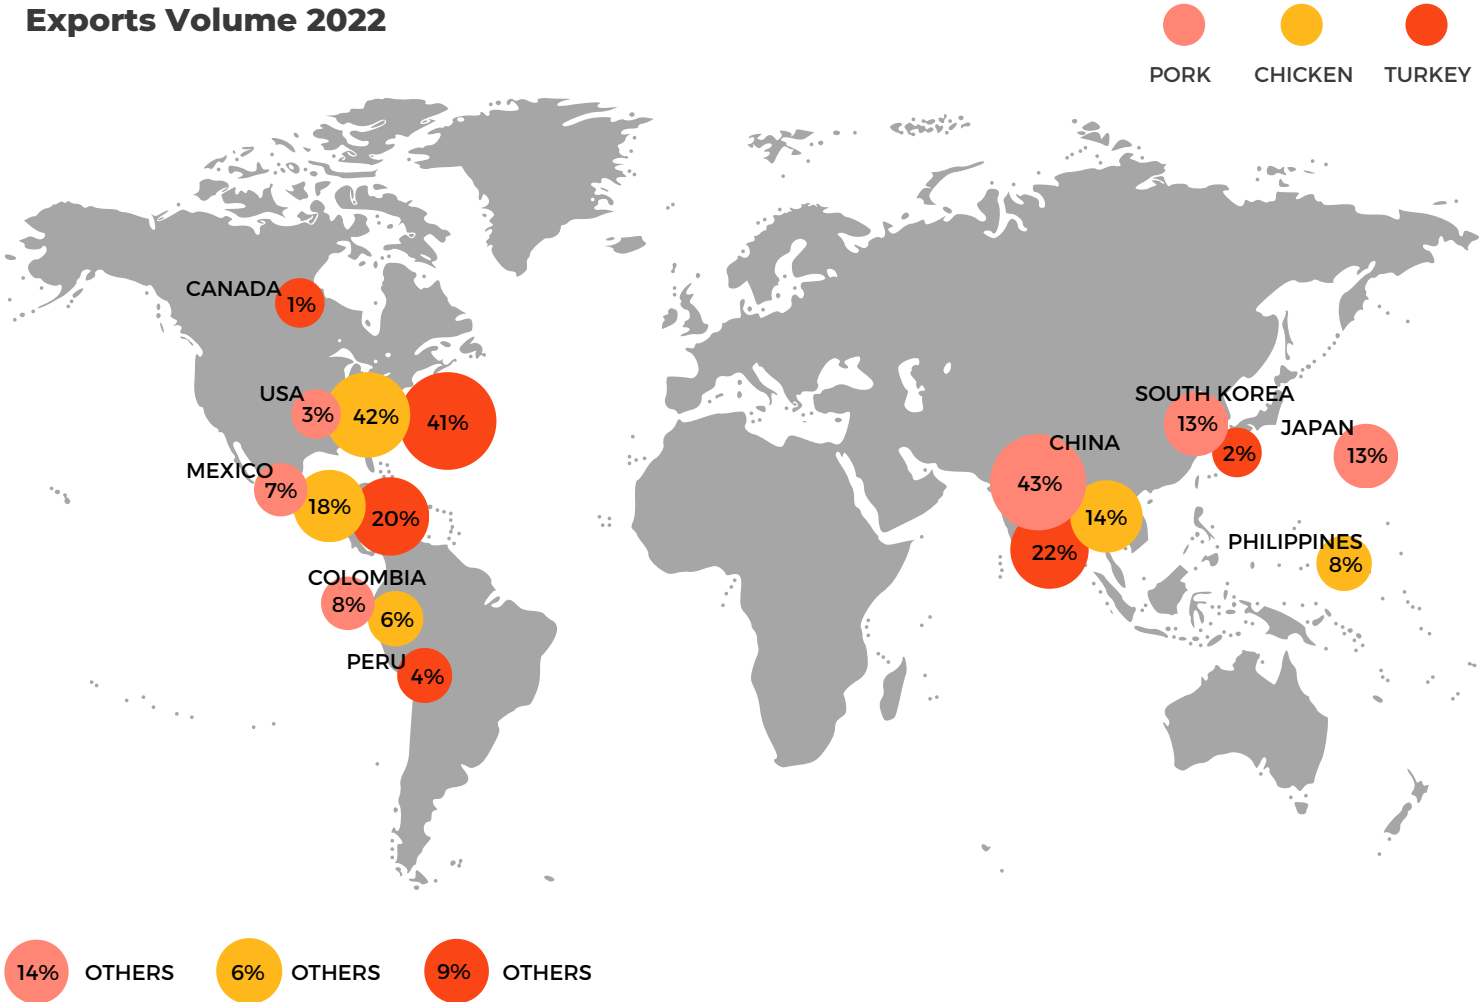 Exports Volume 2022
PORK
CHICKEN
TURKEY
CANADA
1%
USA
3%
42%
41%
MEXICO
7%
18%
20%
COLOMBIA
8%
6%
PERU
4%
SOUTH KOREA
13%
2%
JAPAN
13%
CHINA
43%
14%
22%
PHILIPPINES
8%
14%
OTHERS
6%
OTHERS
9%
OTHERS